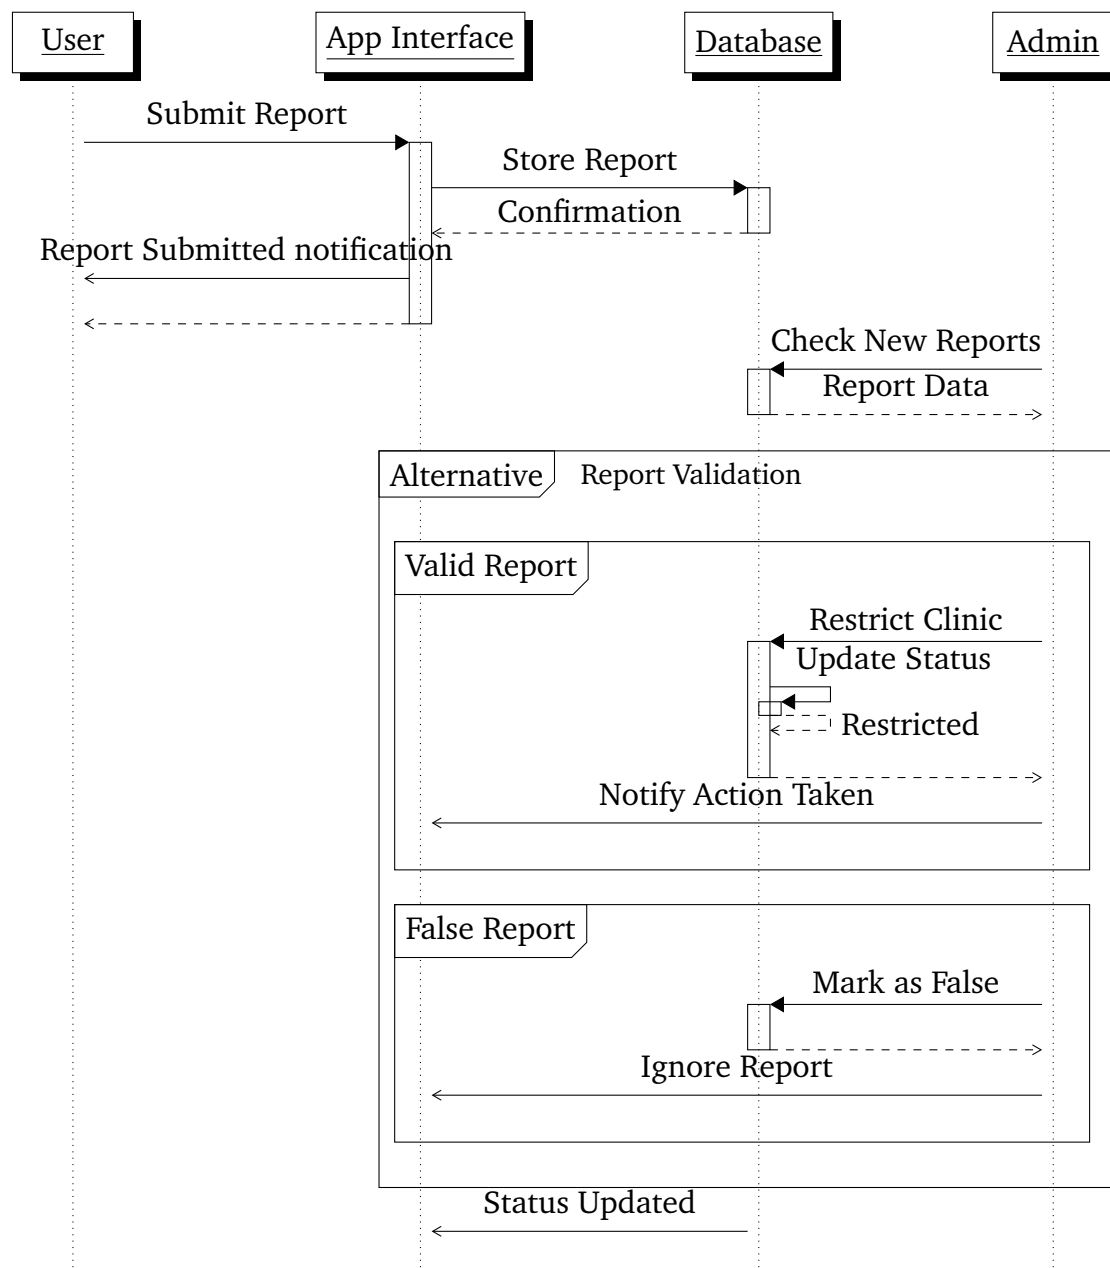 User
App Interface
Database
Admin
Submit Report
Store Report
Confirmation
Report Submitted notification
Check New Reports
Report Data
Alternative
Report Validation
Valid Report
Restrict Clinic
Update Status
Restricted
Notify Action Taken
False Report
Mark as False
Ignore Report
Status Updated